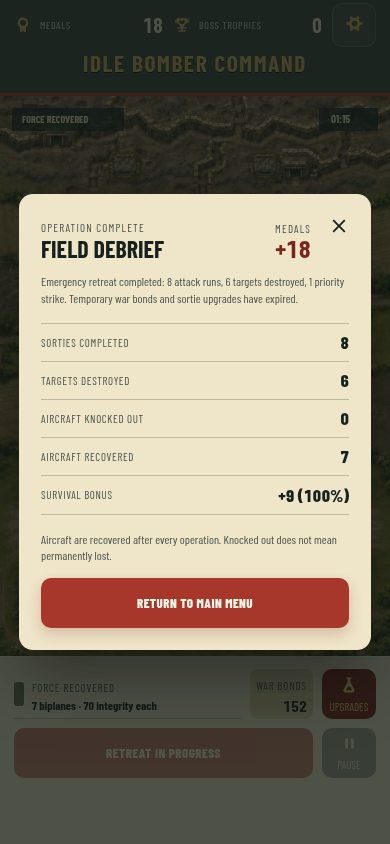 MEDALS 18 BOSS TROPHIES 0
IDLE BOMBER COMMAND
FORCE RECOVERED 01:15
OPERATION COMPLETE
FIELD DEBRIEF
MEDALS
+18
Emergency retreat completed: 8 attack runs, 6 targets destroyed, 1 priority
strike. Temporary war bonds and sortie upgrades have expired.
SORTIES COMPLETED 8
TARGETS DESTROYED 6
AIRCRAFT KNOCKED OUT 0
AIRCRAFT RECOVERED 7
SURVIVAL BONUS +9 (100%)
Aircraft are recovered after every operation. Knocked out does not mean
permanently lost.
RETURN TO MAIN MENU
FORCE RECOVERED
7 biplanes · 70 integrity each
WAR BONDS
152
UPGRADES
RETREAT IN PROGRESS
PAUSE